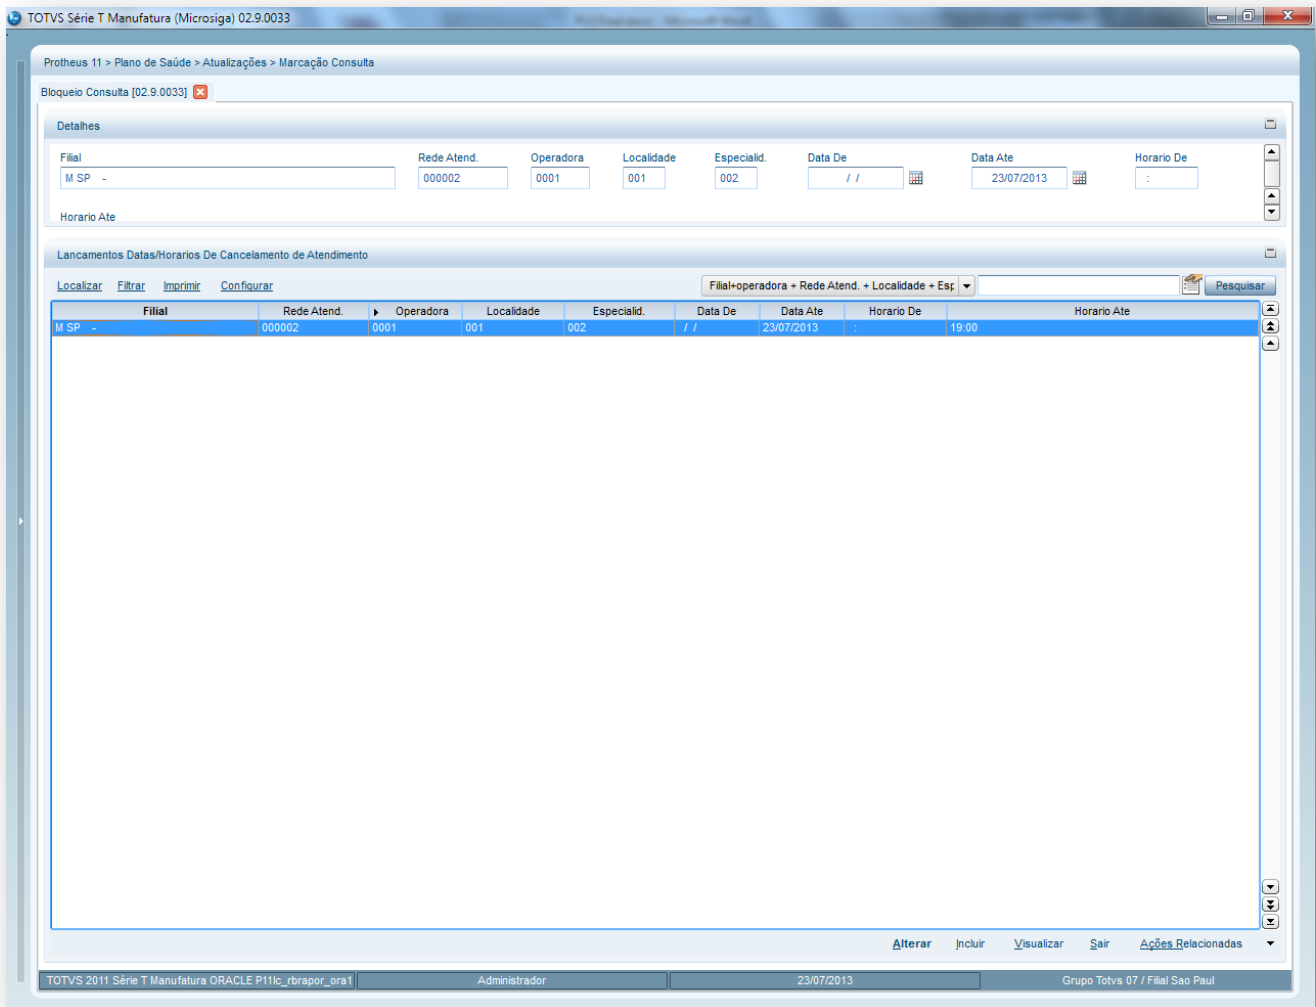 TOTVS Série T Manufatura (Microsiga) 02.9.0033
Protheus 11 > Plano de Saúde > Atualizações > Marcação Consulta
Bloqueio Consulta [02.9.0033]
Detalhes
Filial Rede Atend. Operadora Localidade Especialid. Data De Data Ate Horario De
M SP - 000002 0001 001 002 / / 23/07/2013 :
Horario Ate
Lancamentos Datas/Horarios De Cancelamento de Atendimento
Localizar Filtrar Imprimir Configurar Filial+operadora + Rede Atend. + Localidade + Esp Pesquisar
Filial Rede Atend. Operadora Localidade Especialid. Data De Data Ate Horario De Horario Ate
M SP - 000002 0001 001 002 / / 23/07/2013 : 19:00
Alterar Incluir Visualizar Sair Ações Relacionadas
TOTVS 2011 Série T Manufatura ORACLE P11lc_rbrapor_ora1 Administrador 23/07/2013 Grupo Totvs 07 / Filial Sao Paul